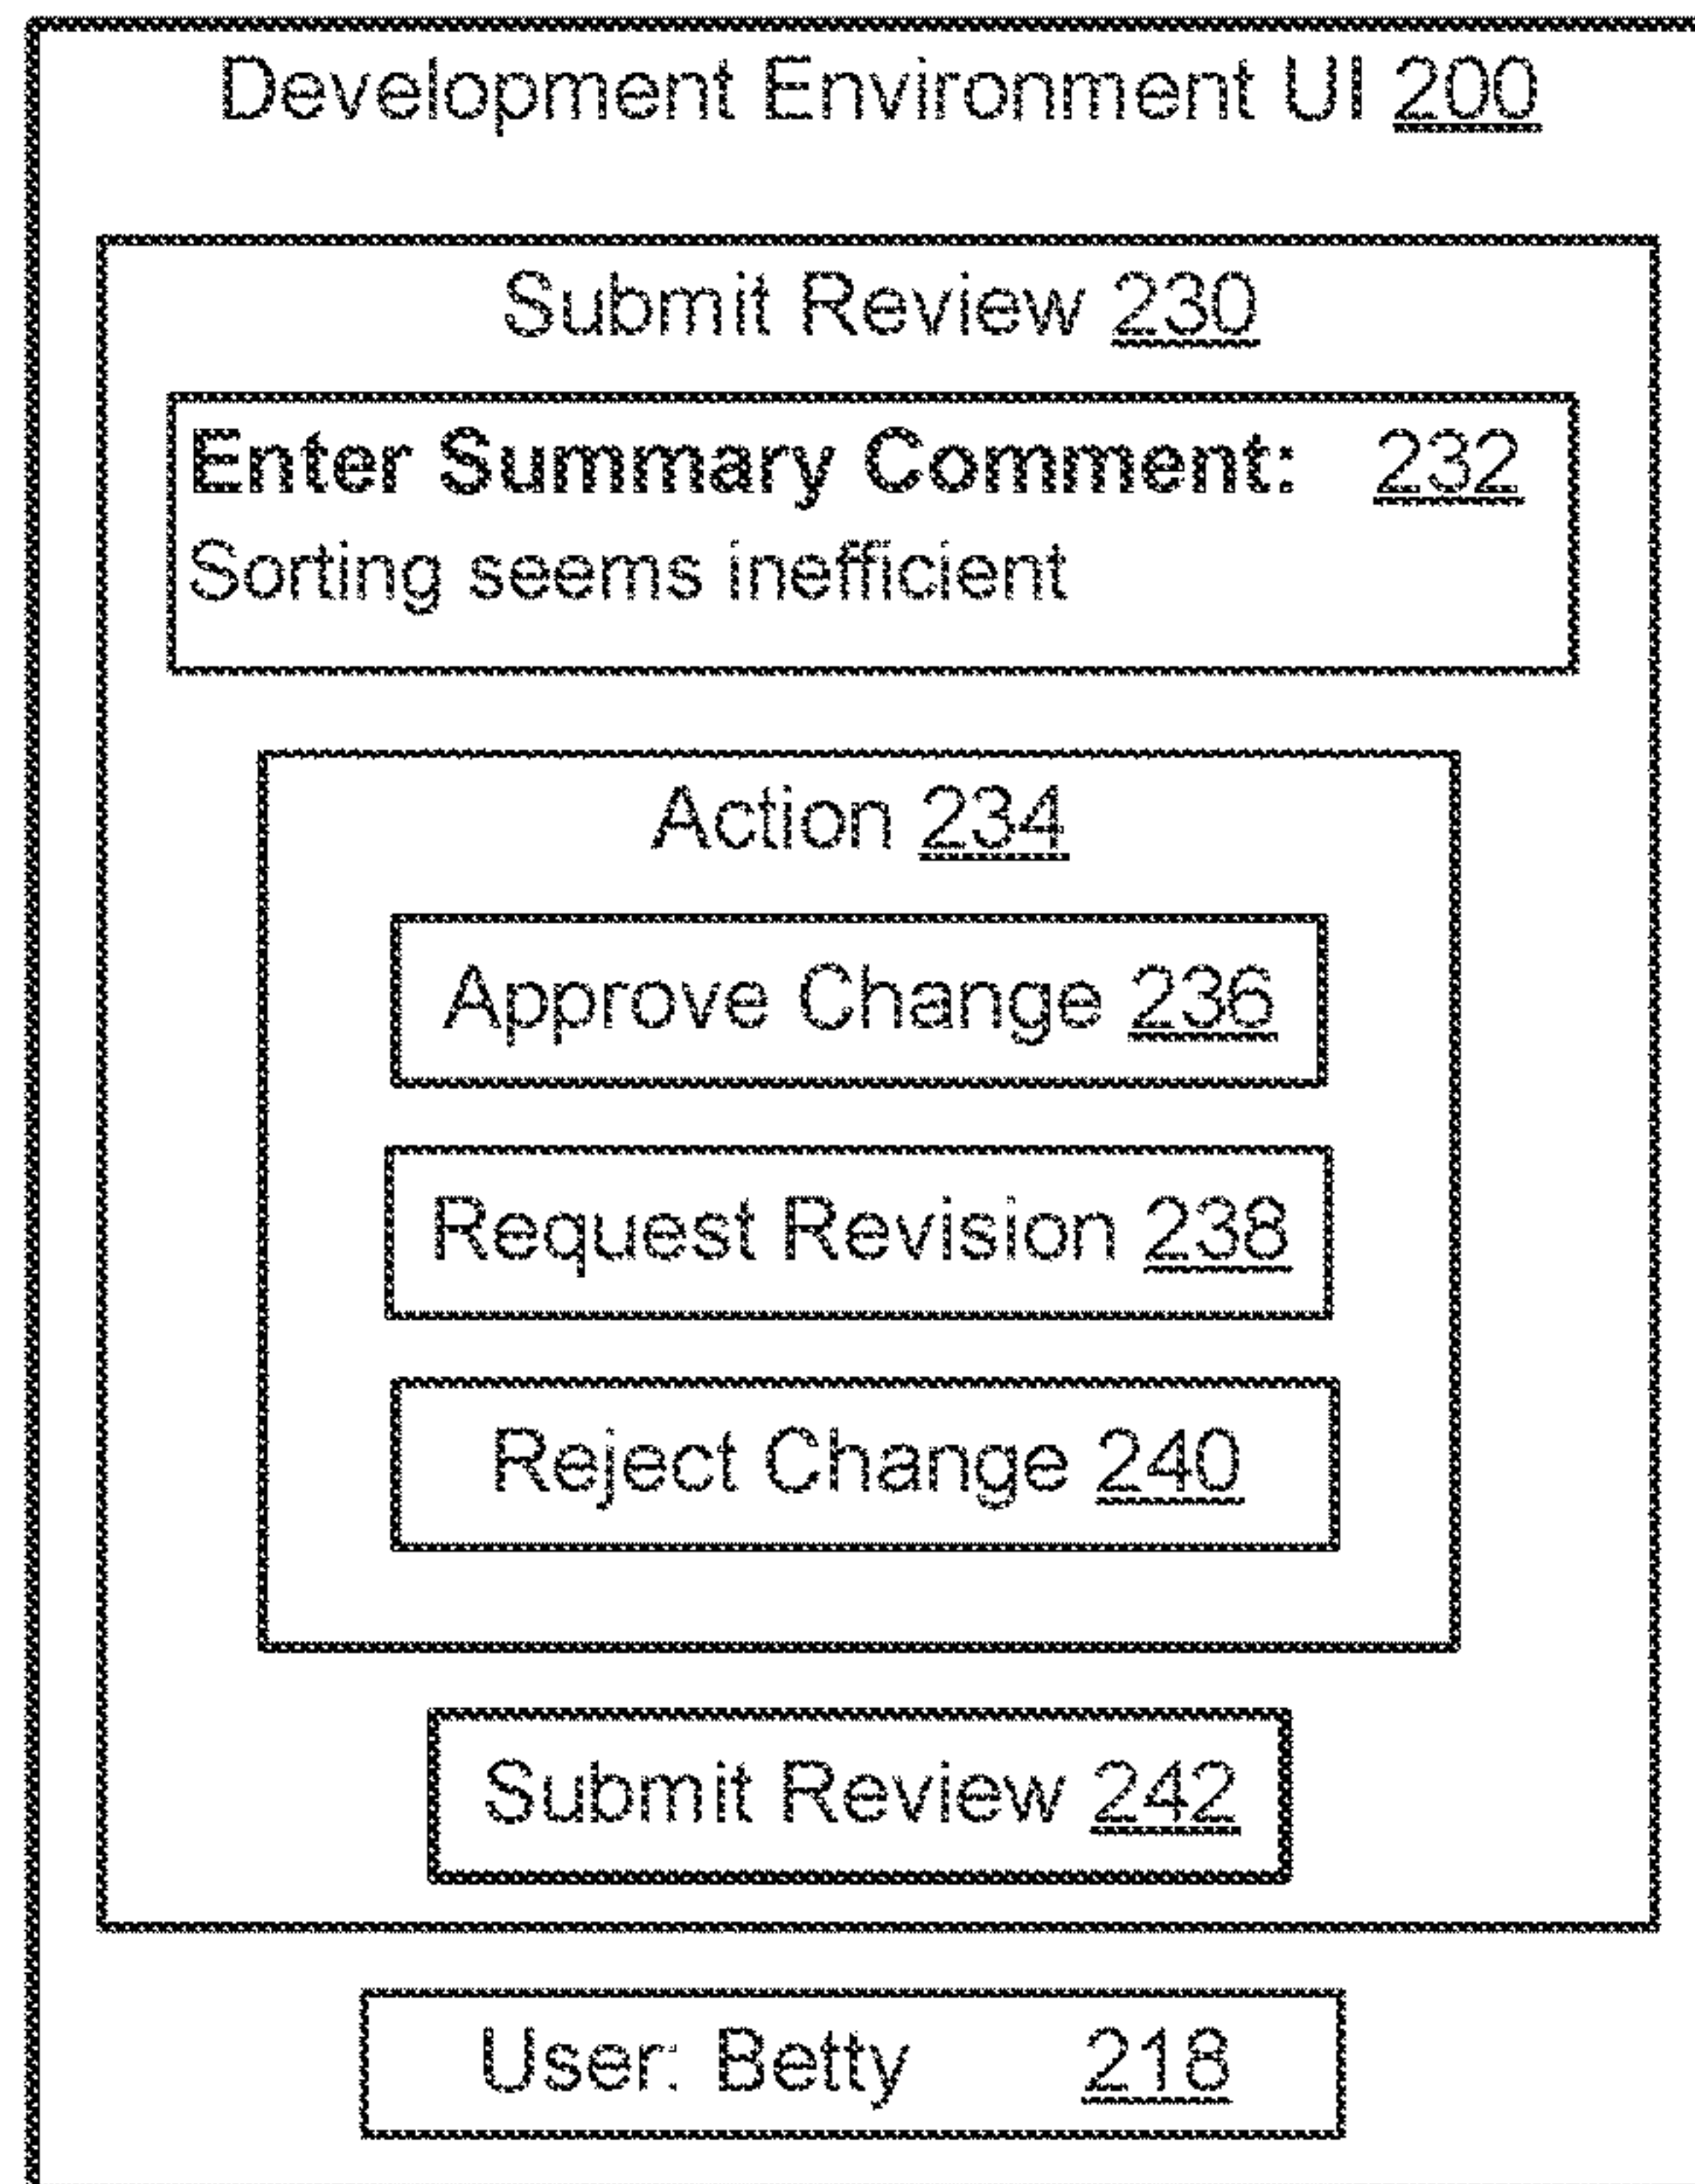 Development Environment UI 200
Submit Review 230
Enter Summary Comment: 232
Sorting seems inefficient
Action 234
Approve Change 236
Request Revision 238
Reject Change 240
Submit Review 242
User: Betty 218